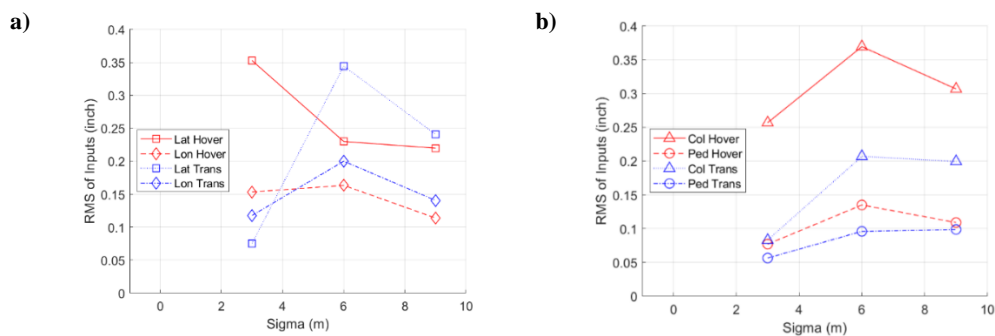 a)
0.4
0.35
0.3
0.25
0.2
0.15
0.1
0.05
0
RMS of Inputs (inch)
Lat Hover
Lon Hover
Lat Trans
Lon Trans
0 2 4 6 8 10
Sigma (m)
b)
0.4
0.35
0.3
0.25
0.2
0.15
0.1
0.05
0
RMS of Inputs (inch)
Col Hover
Ped Hover
Col Trans
Ped Trans
0 2 4 6 8 10
Sigma (m)